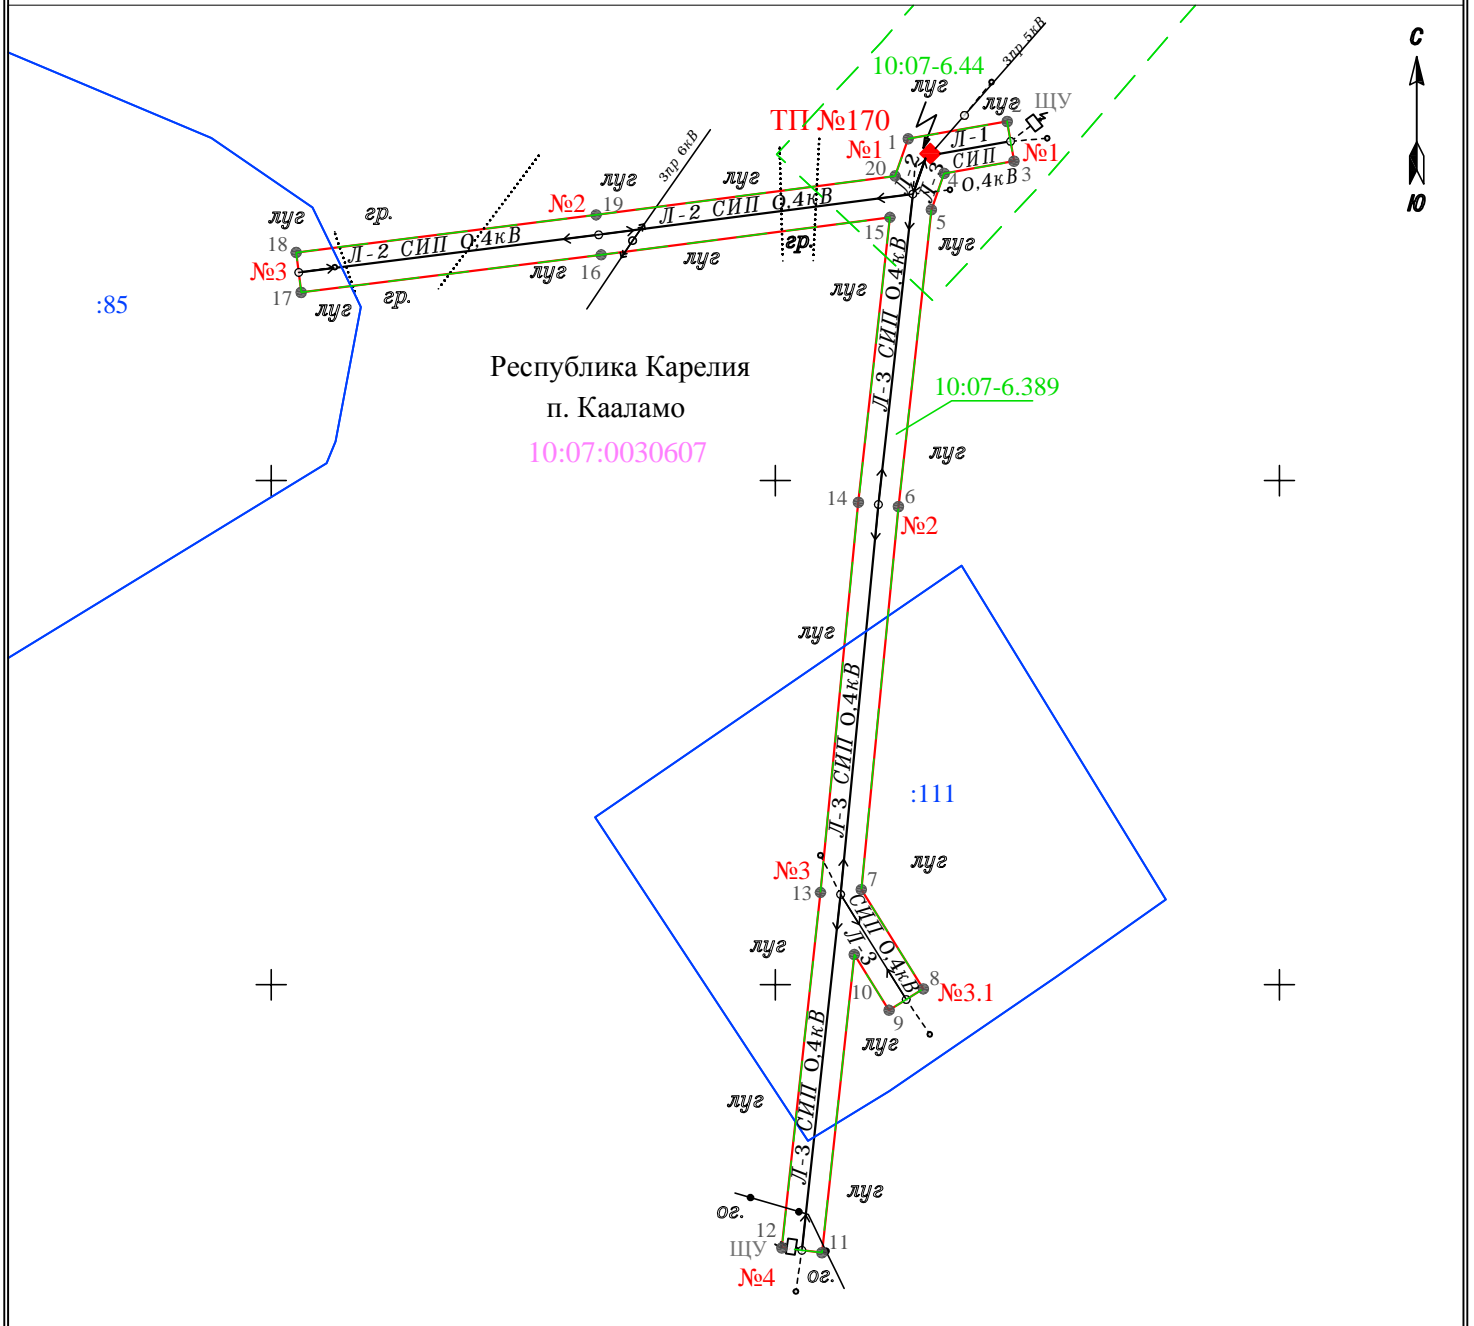 С
Ю
3пр 5кВ
10:07-6.44
луг
луг
ЩУ
ТП №170
1
2
Л-1
№1
№1
СИП
3
20
Л-2
Л-3
4
0,4кВ
3пр 6кВ
луг
луг
№2
19
луг
гр.
Л-2 СИП 0,4кВ
5
15
луг
18
Л-2 СИП 0,4кВ
гр.
№3
луг
16
луг
17
луг
гр.
луг
:85
Л-3 СИП 0,4кВ
Республика Карелия
п. Кааламо
10:07:0030607
10:07-6.389
луг
14
6
№2
луг
Л-3 СИП 0,4кВ
:111
луг
№3
7
13
СИП 0,4кВ
Л-3
луг
8
№3.1
10
9
луг
Л-3 СИП 0,4кВ
луг
луг
ог.
12
11
ЩУ
№4
ог.